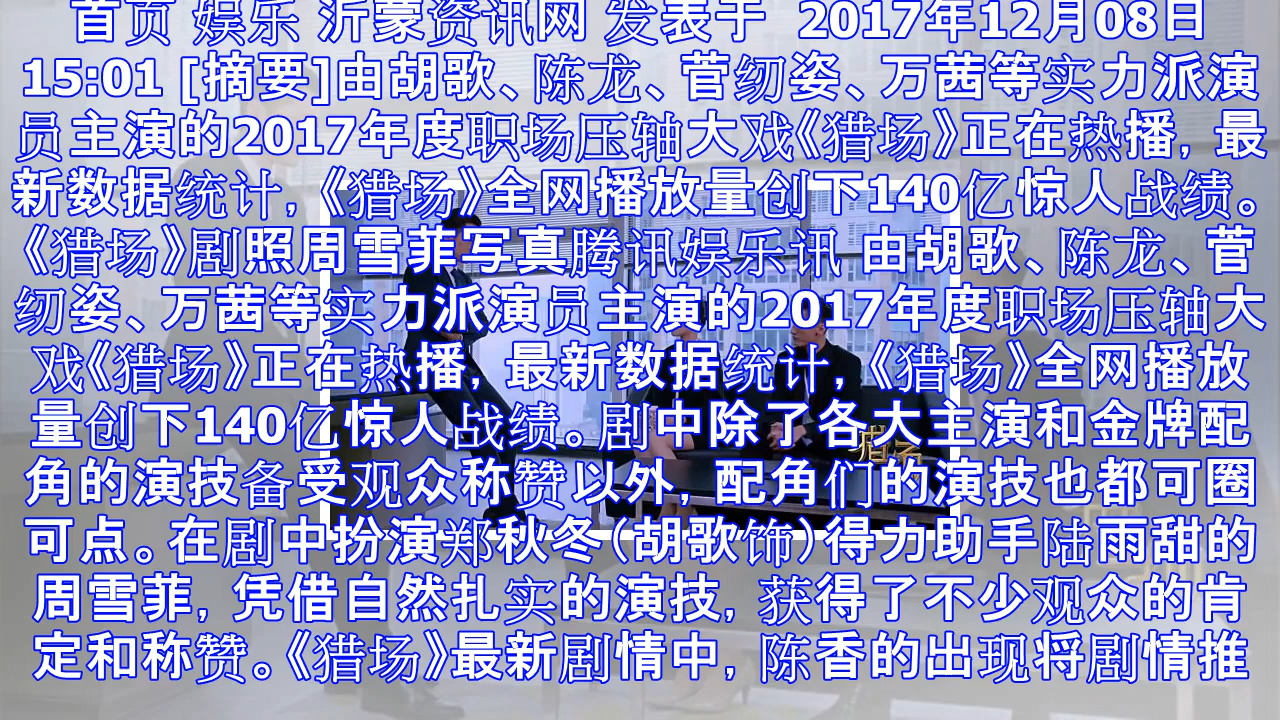 首页 娱乐 沂蒙资讯网 发表于 2017年12月08日
15:01 [摘要]由胡歌、陈龙、菅纫姿、万茜等实力派演
员主演的2017年度职场压轴大戏《猎场》正在热播, 最
新数据统计, 《猎场》全网播放量创下140亿惊人战绩。
《猎场》剧照周雪菲写真腾讯娱乐讯 由胡歌、陈龙、菅
纫姿、万茜等实力派演员主演的2017年度职场压轴大
戏《猎场》正在热播, 最新数据统计, 《猎场》全网播放
量创下140亿惊人战绩。剧中除了各大主演和金牌配
角的演技备受观众称赞以外, 配角们的演技也都可圈
可点。在剧中扮演郑秋冬(胡歌饰)得力助手陆雨甜的
周雪菲, 凭借自然扎实的演技, 获得了不少观众的肯
定和称赞。《猎场》最新剧情中, 陈香的出现将剧情推